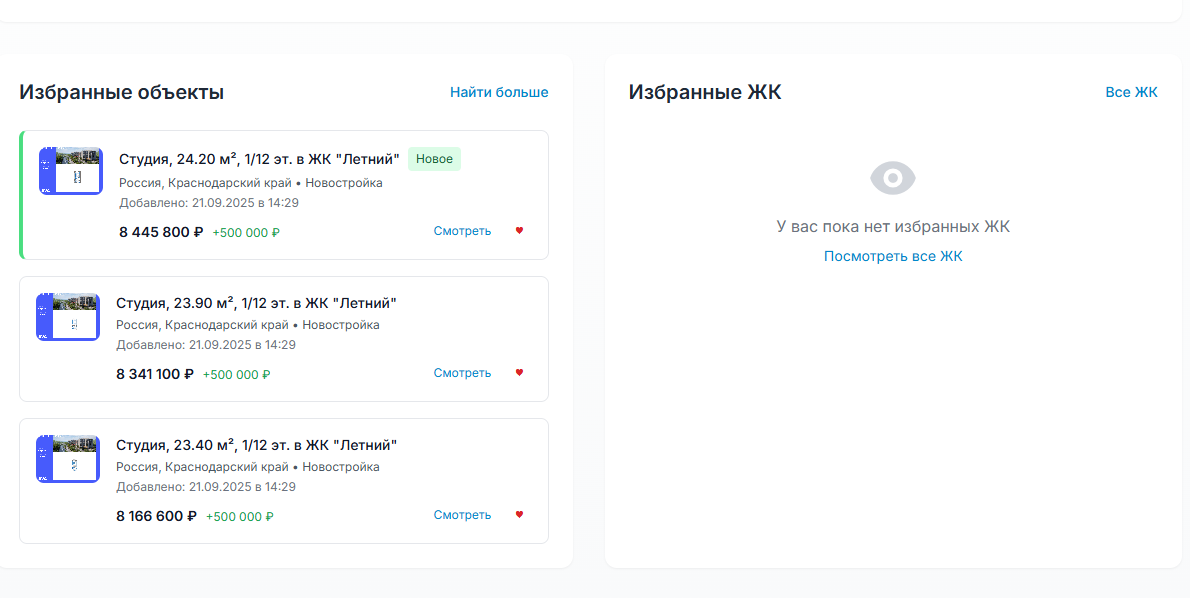 Избранные объекты
Найти больше
Студия, 24.20 м², 1/12 эт. в ЖК "Летний"
Новое
Россия, Краснодарский край • Новостройка
Добавлено: 21.09.2025 в 14:29
8 445 800 ₽ +500 000 ₽
Смотреть
Студия, 23.90 м², 1/12 эт. в ЖК "Летний"
Россия, Краснодарский край • Новостройка
Добавлено: 21.09.2025 в 14:29
8 341 100 ₽ +500 000 ₽
Смотреть
Студия, 23.40 м², 1/12 эт. в ЖК "Летний"
Россия, Краснодарский край • Новостройка
Добавлено: 21.09.2025 в 14:29
8 166 600 ₽ +500 000 ₽
Смотреть
Избранные ЖК
Все ЖК
У вас пока нет избранных ЖК
Посмотреть все ЖК